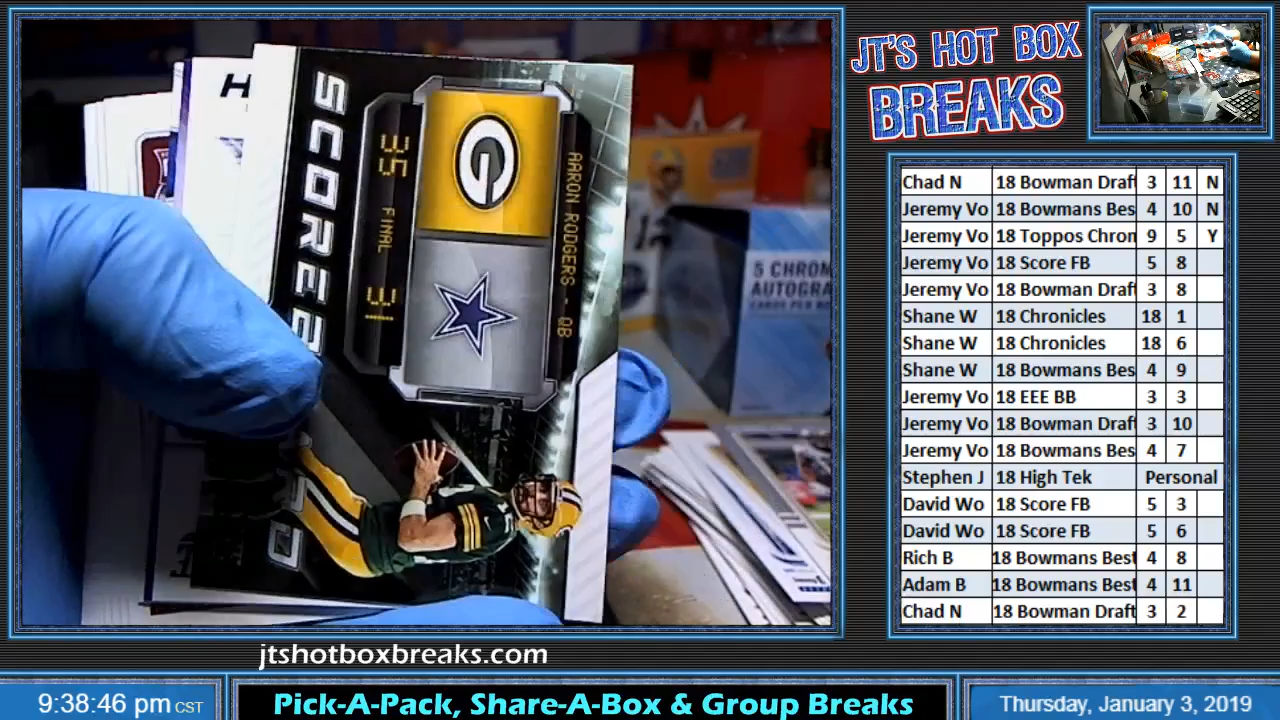 JT'S HOT BOX
BREAKS
H
SCORE
AARON RODGERS - QB
35 FINAL 31
G
5 CHROM
AUTOGRA
CARDS PER
Chad N 18 Bowman Draft 3 11 N
Jeremy Vo 18 Bowmans Bes 4 10 N
Jeremy Vo 18 Toppos Chron 9 5 Y
Jeremy Vo 18 Score FB 5 8
Jeremy Vo 18 Bowman Draft 3 8
Shane W 18 Chronicles 18 1
Shane W 18 Chronicles 18 6
Shane W 18 Bowmans Bes 4 9
Jeremy Vo 18 EEE BB 3 3
Jeremy Vo 18 Bowman Draft 3 10
Jeremy Vo 18 Bowmans Bes 4 7
Stephen J 18 High Tek Personal
David Wo 18 Score FB 5 3
David Wo 18 Score FB 5 6
Rich B 18 Bowmans Best 4 8
Adam B 18 Bowmans Best 4 11
Chad N 18 Bowman Draft 3 2
jtshotboxbreaks.com
9:38:46 pm CST
Pick-A-Pack, Share-A-Box & Group Breaks
Thursday, January 3, 2019